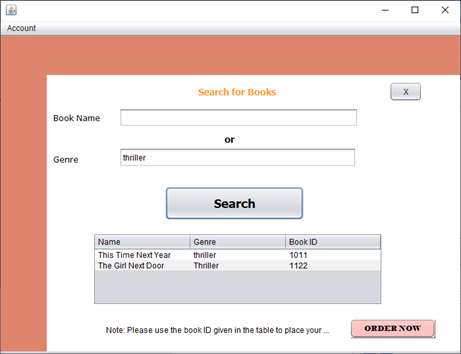 Account
Search for Books
X
Book Name
or
Genre
thriller
Search
Name Genre Book ID
This Time Next Year thriller 1011
The Girl Next Door Thriller 1122
Note: Please use the book ID given in the table to place your ...
ORDER NOW